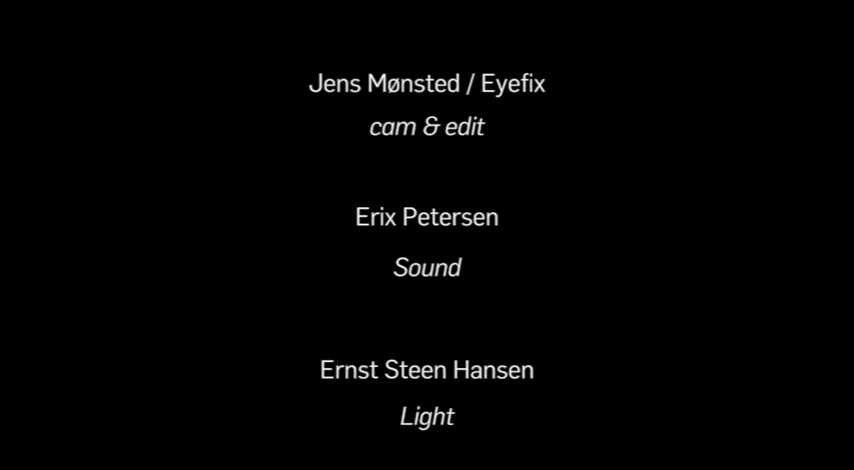 Jens Mønsted / Eyefix
cam & edit
Erix Petersen
Sound
Ernst Steen Hansen
Light